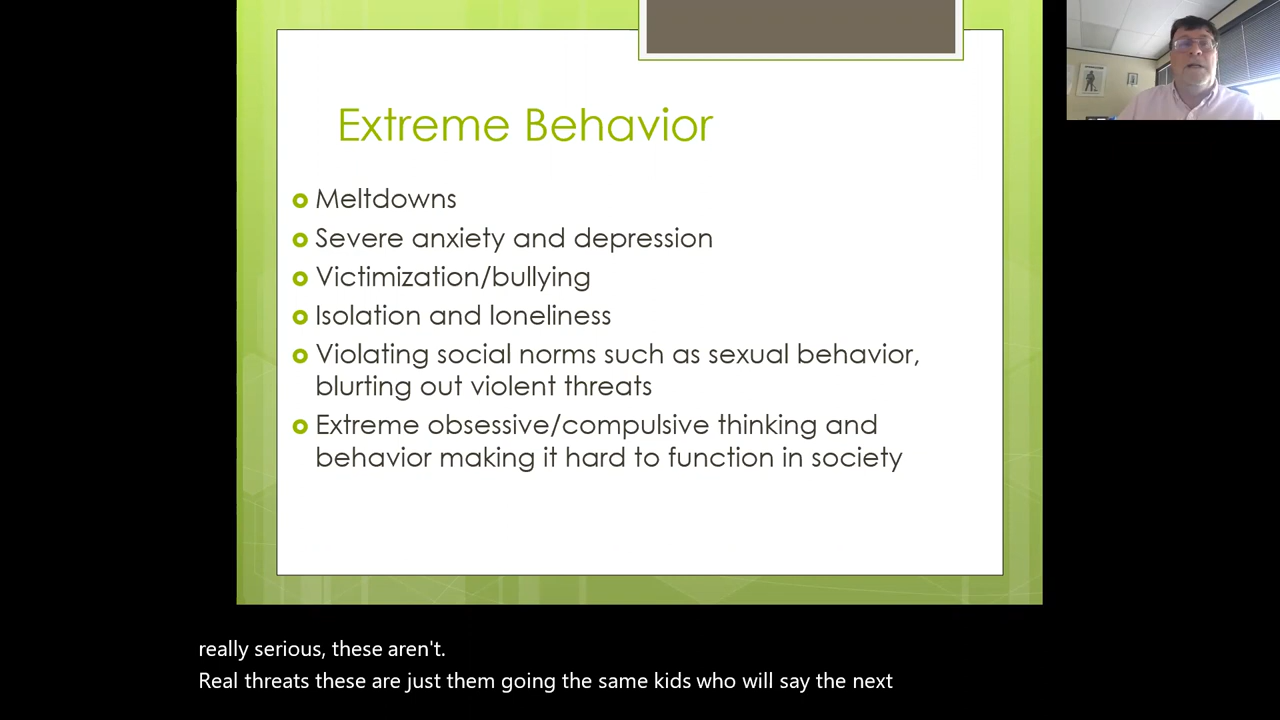 Extreme Behavior
Meltdowns
Severe anxiety and depression
Victimization/bullying
Isolation and loneliness
Violating social norms such as sexual behavior,
blurting out violent threats
Extreme obsessive/compulsive thinking and
behavior making it hard to function in society
really serious, these aren't.
Real threats these are just them going the same kids who will say the next